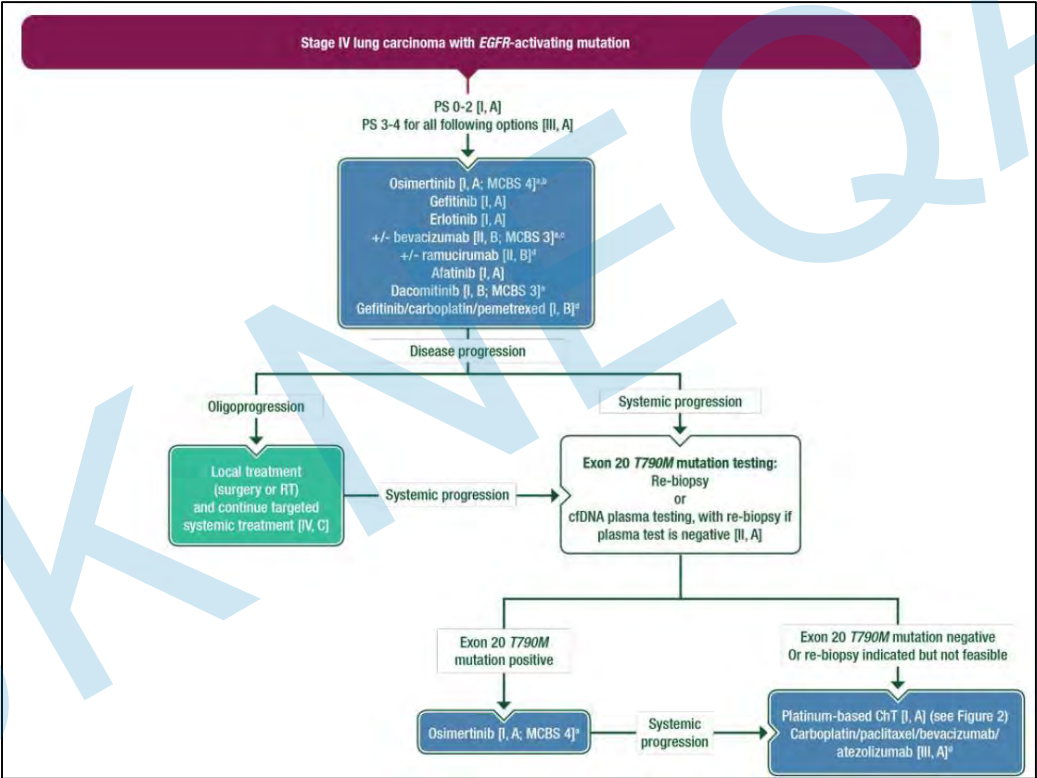 Stage IV lung carcinoma with EGFR-activating mutation
PS 0-2 [I, A]
PS 3-4 for all following options [III, A]
Osimertinib [I, A; MCBS 4]a,b
Gefitinib [I, A]
Erlotinib [I, A]
+/- bevacizumab [II, B; MCBS 3]a,c
+/- ramucirumab [II, B]d
Afatinib [I, A]
Dacomitinib [I, B; MCBS 3]a
Gefitinib/carboplatin/pemetrexed [I, B]d
Disease progression
Oligoprogression
Systemic progression
Local treatment
(surgery or RT)
and continue targeted
systemic treatment [IV, C]
Systemic progression
Exon 20 T790M mutation testing:
Re-biopsy
or
cfDNA plasma testing, with re-biopsy if
plasma test is negative [II, A]
Exon 20 T790M
mutation positive
Exon 20 T790M mutation negative
Or re-biopsy indicated but not feasible
Osimertinib [I, A; MCBS 4]a
Systemic
progression
Platinum-based ChT [I, A] (see Figure 2)
Carboplatin/paclitaxel/bevacizumab/
atezolizumab [III, A]d